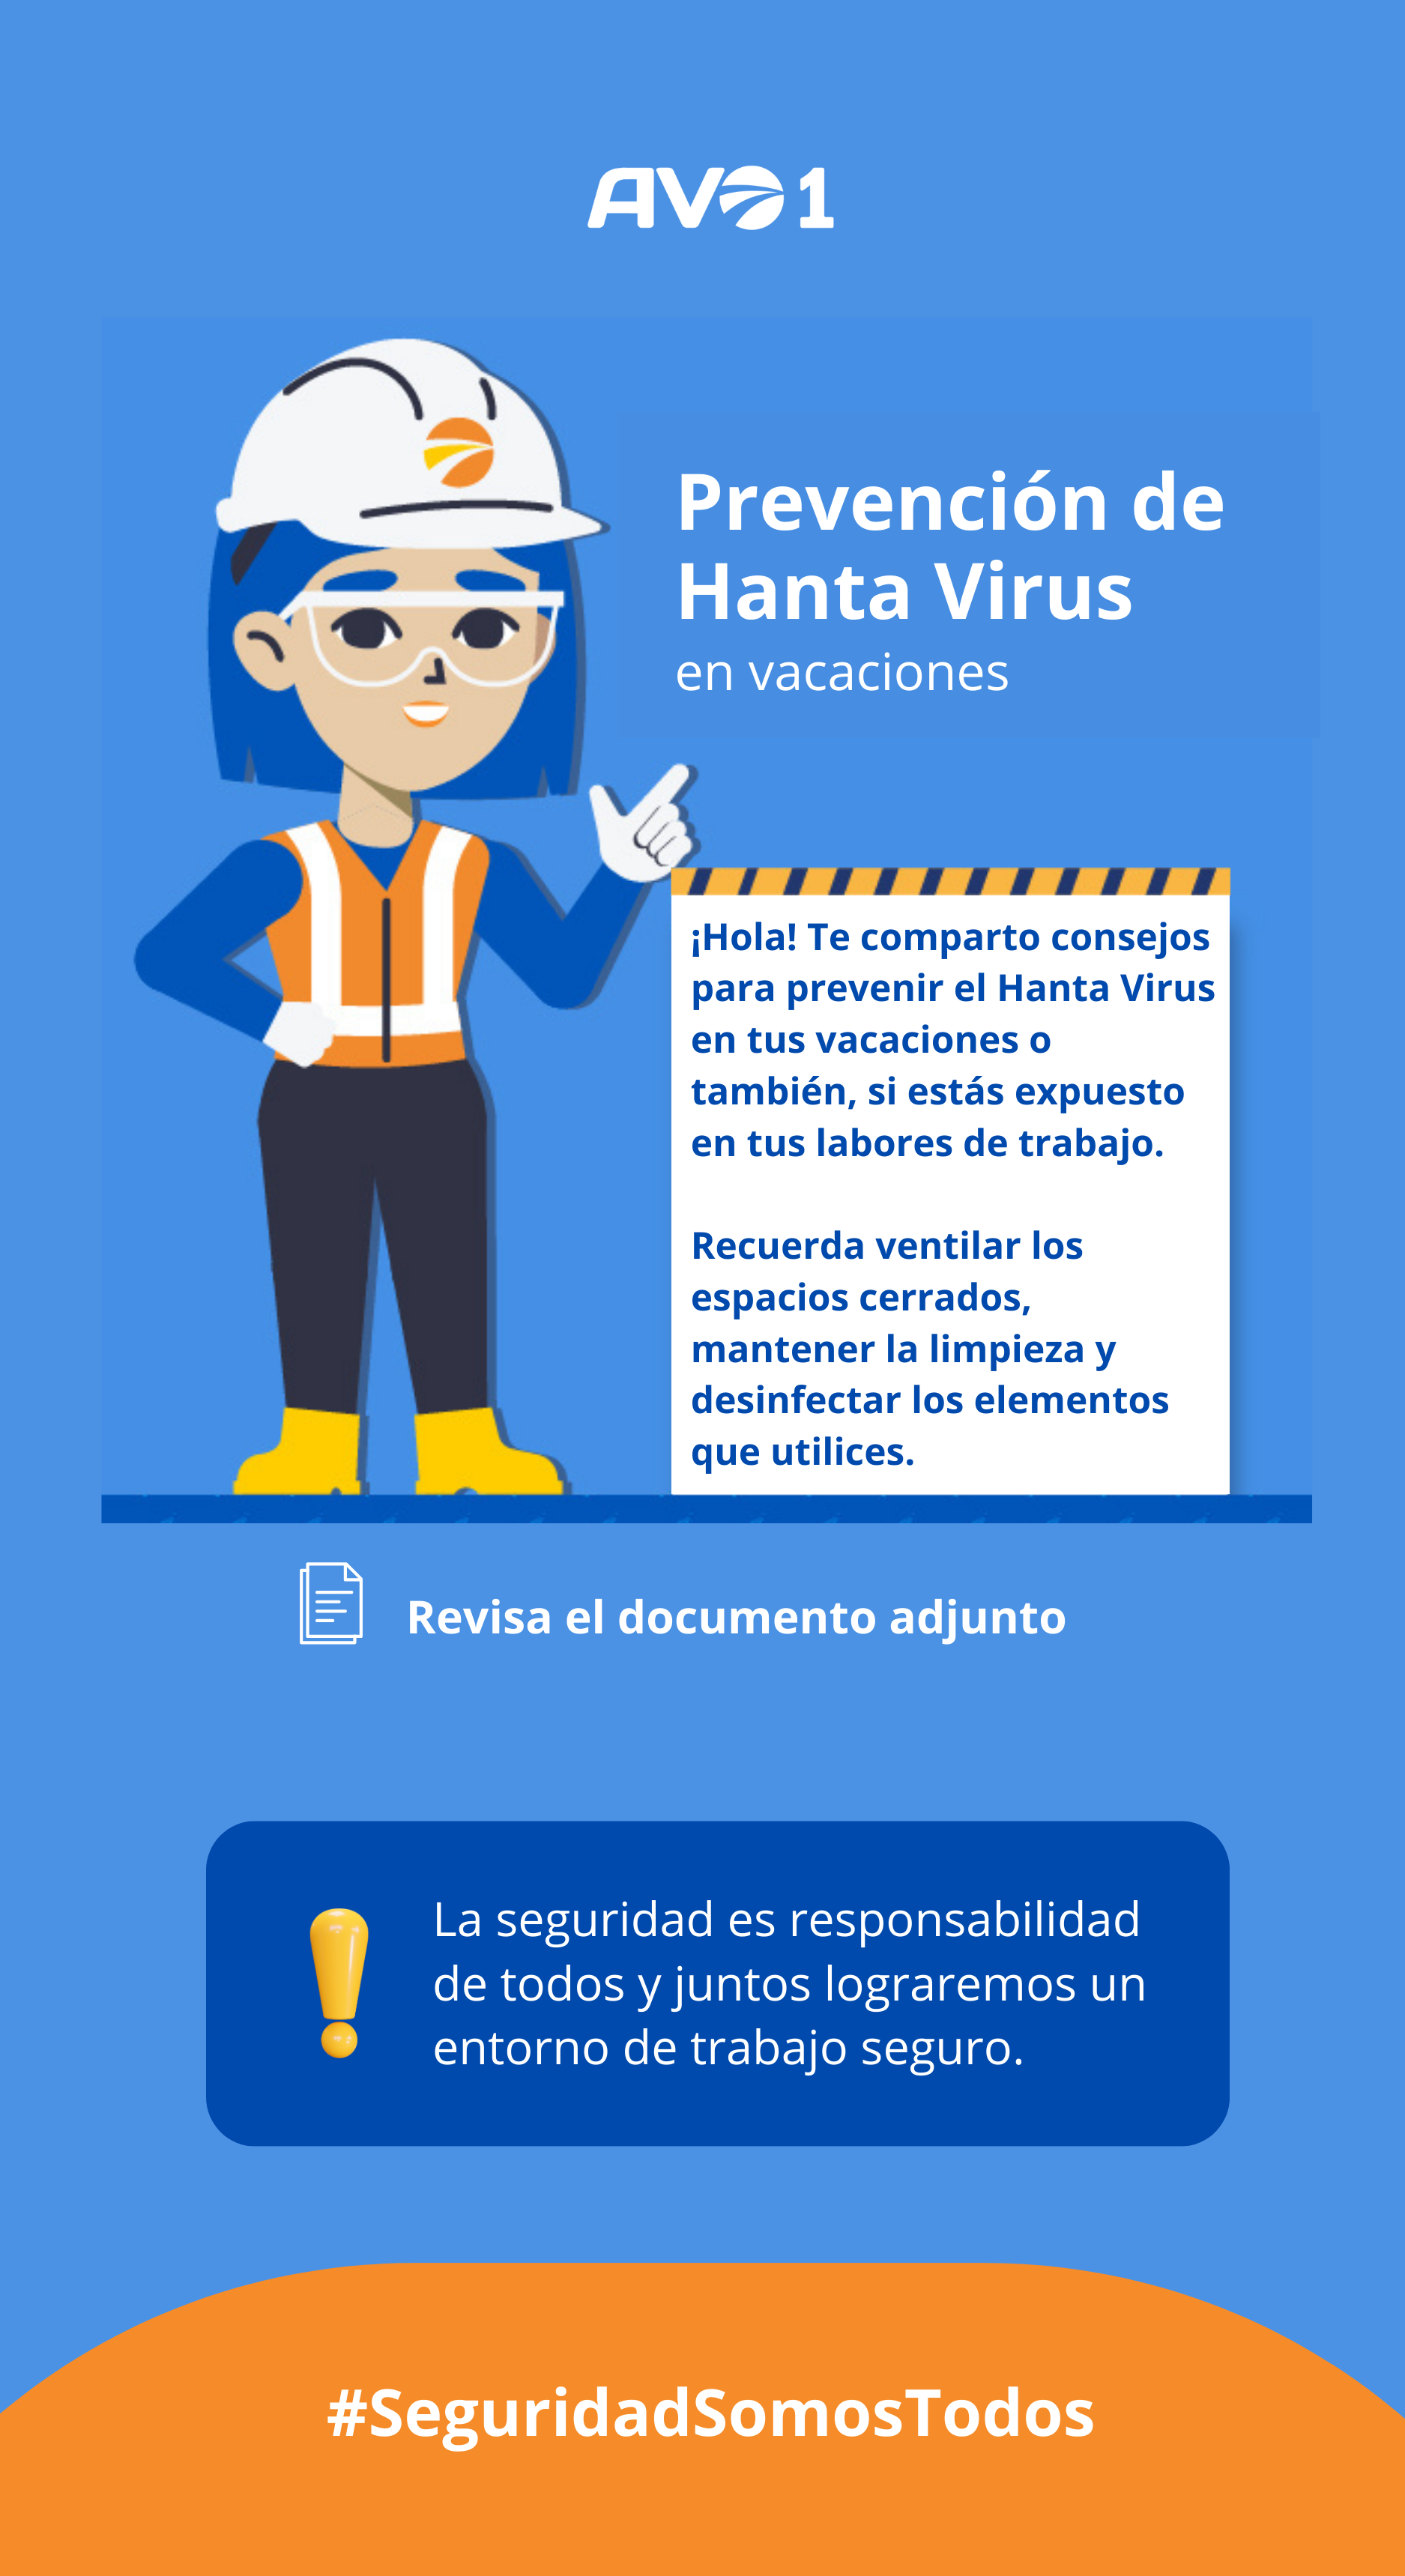 AVO 1
Prevención de
Hanta Virus
en vacaciones
¡Hola! Te comparto consejos
para prevenir el Hanta Virus
en tus vacaciones o
también, si estás expuesto
en tus labores de trabajo.
Recuerda ventilar los
espacios cerrados,
mantener la limpieza y
desinfectar los elementos
que utilices.
Revisa el documento adjunto
La seguridad es responsabilidad
de todos y juntos lograremos un
entorno de trabajo seguro.
#SeguridadSomosTodos